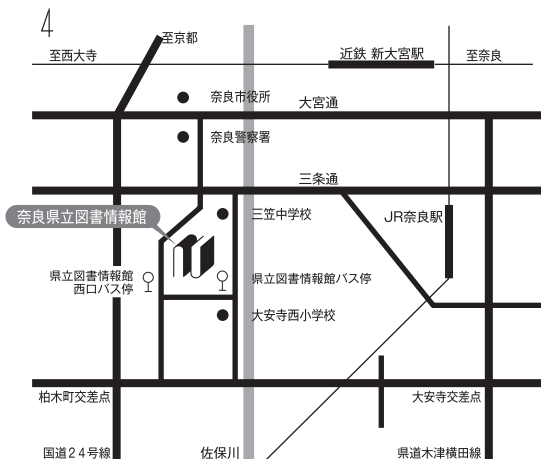 4
至京都
至西大寺
近鉄 新大宮駅
至奈良
奈良市役所
大宮通
奈良警察署
三条通
奈良県立図書情報館
三笠中学校
JR奈良駅
県立図書情報館
西口バス停
県立図書情報館バス停
大安寺西小学校
柏木町交差点
大安寺交差点
国道24号線
佐保川
県道木津横田線